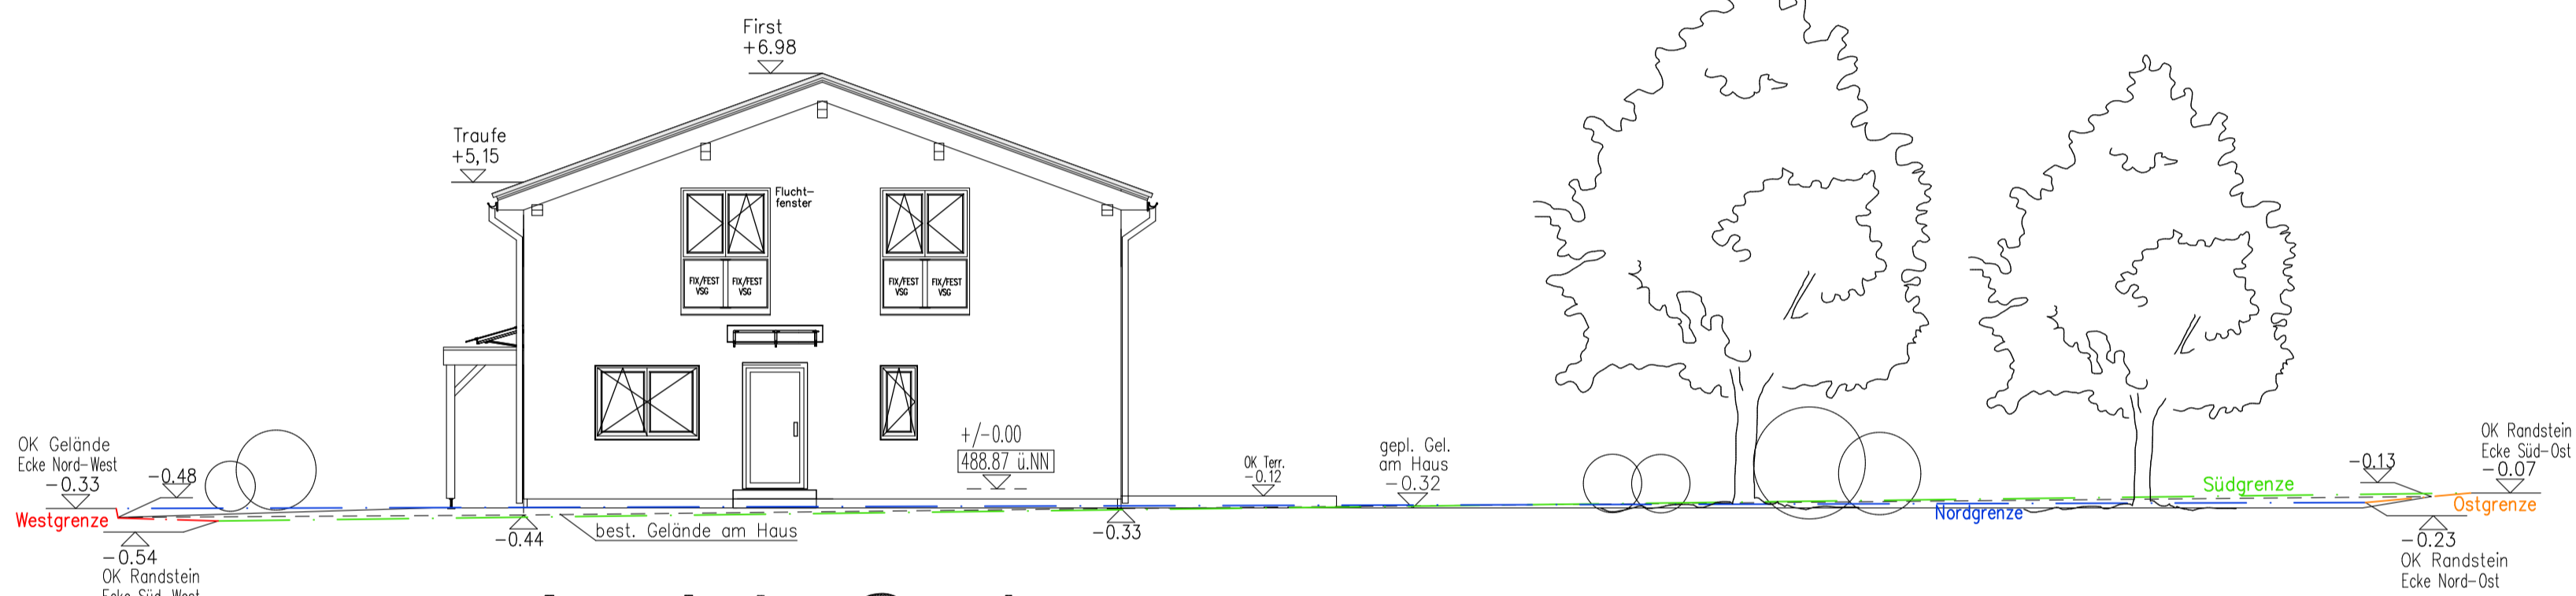 First
+6.98
Traufe
+5,15
Flucht-
fenster
FIX/FEST
VSG
FIX/FEST
VSG
FIX/FEST
VSG
FIX/FEST
VSG
+/-0.00
488.87 ü.NN
OK Gelände
Ecke Nord-West
-0.33
-0.48
Westgrenze
-0.54
OK Randstein
Ecke Süd-West
-0.44
best. Gelände am Haus
-0.33
OK Terr.
-0.12
gepl. Gel.
am Haus
-0.32
Nordgrenze
Südgrenze
-0.13
OK Randstein
Ecke Süd-Ost
-0.07
Ostgrenze
-0.23
OK Randstein
Ecke Nord-Ost